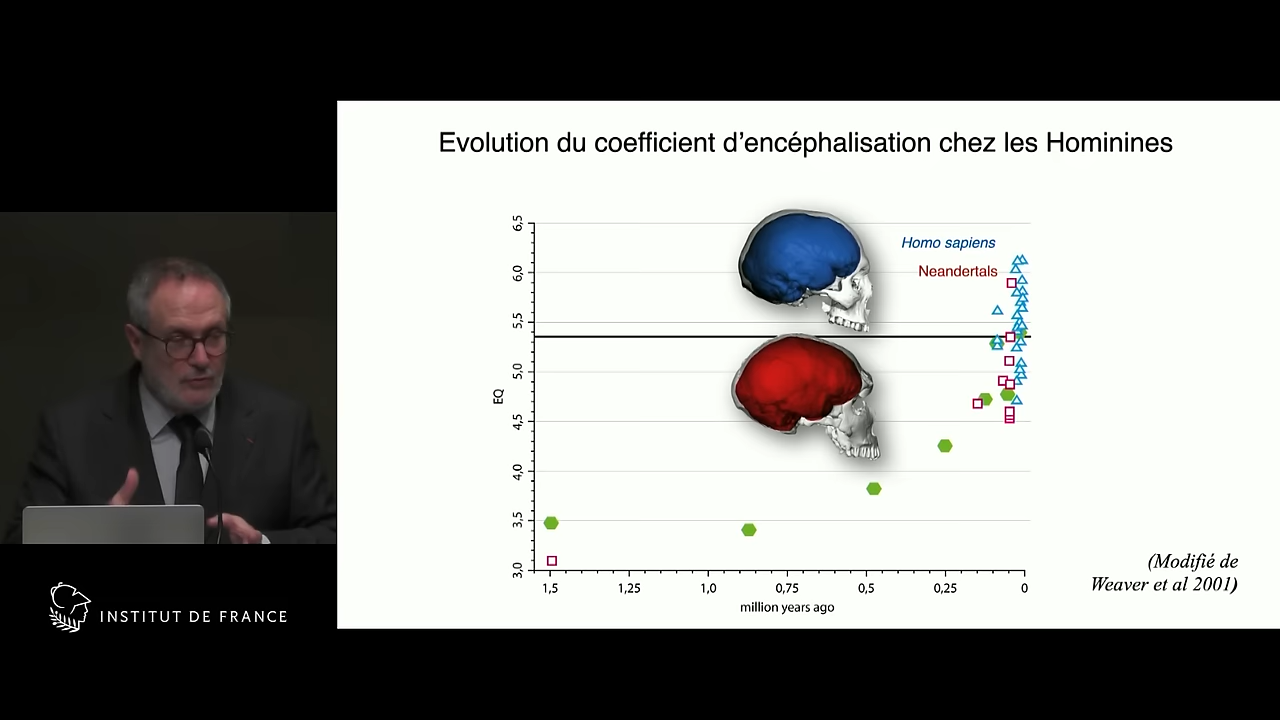 Evolution du coefficient d’encéphalisation chez les Hominines
Homo sapiens
Neandertals
EQ
6,5
6,0
5,5
5,0
4,5
4,0
3,5
3,0
1,5 1,25 1,0 0,75 0,5 0,25 0
million years ago
(Modifié de
Weaver et al 2001)
INSTITUT DE FRANCE